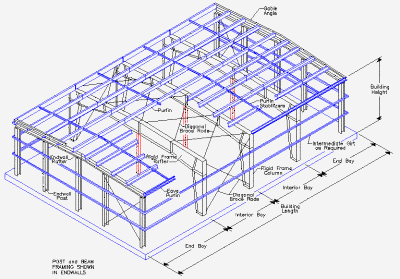 Gable
Angle
Building
Height
Purlin
Purlin
Stabilizers
Diagonal
Brace Rods
Intermediate Girt
as Required
Endwall
Rafter
Rigid Frame
Rafter
End Bay
Rigid Frame
Column
Endwall
Post
Eave
Purlin
Diagonal
Brace Rods
Interior Bay
Building
Length
Interior Bay
End Bay
POST and BEAM
FRAMING SHOWN
IN ENDWALLS